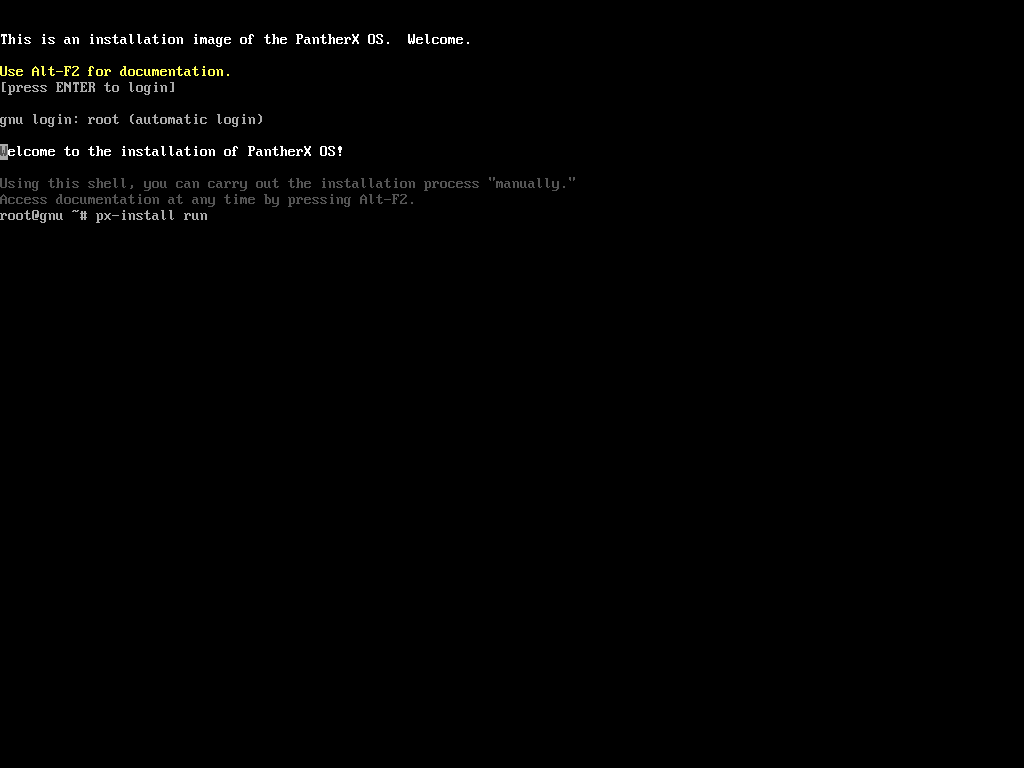 This is an installation image of the PantherX OS.  Welcome.
Use Alt-F2 for documentation.
[press ENTER to login]
gnu login: root (automatic login)
Welcome to the installation of PantherX OS!
Using this shell, you can carry out the installation process "manually."
Access documentation at any time by pressing Alt-F2.
root@gnu ~# px-install run